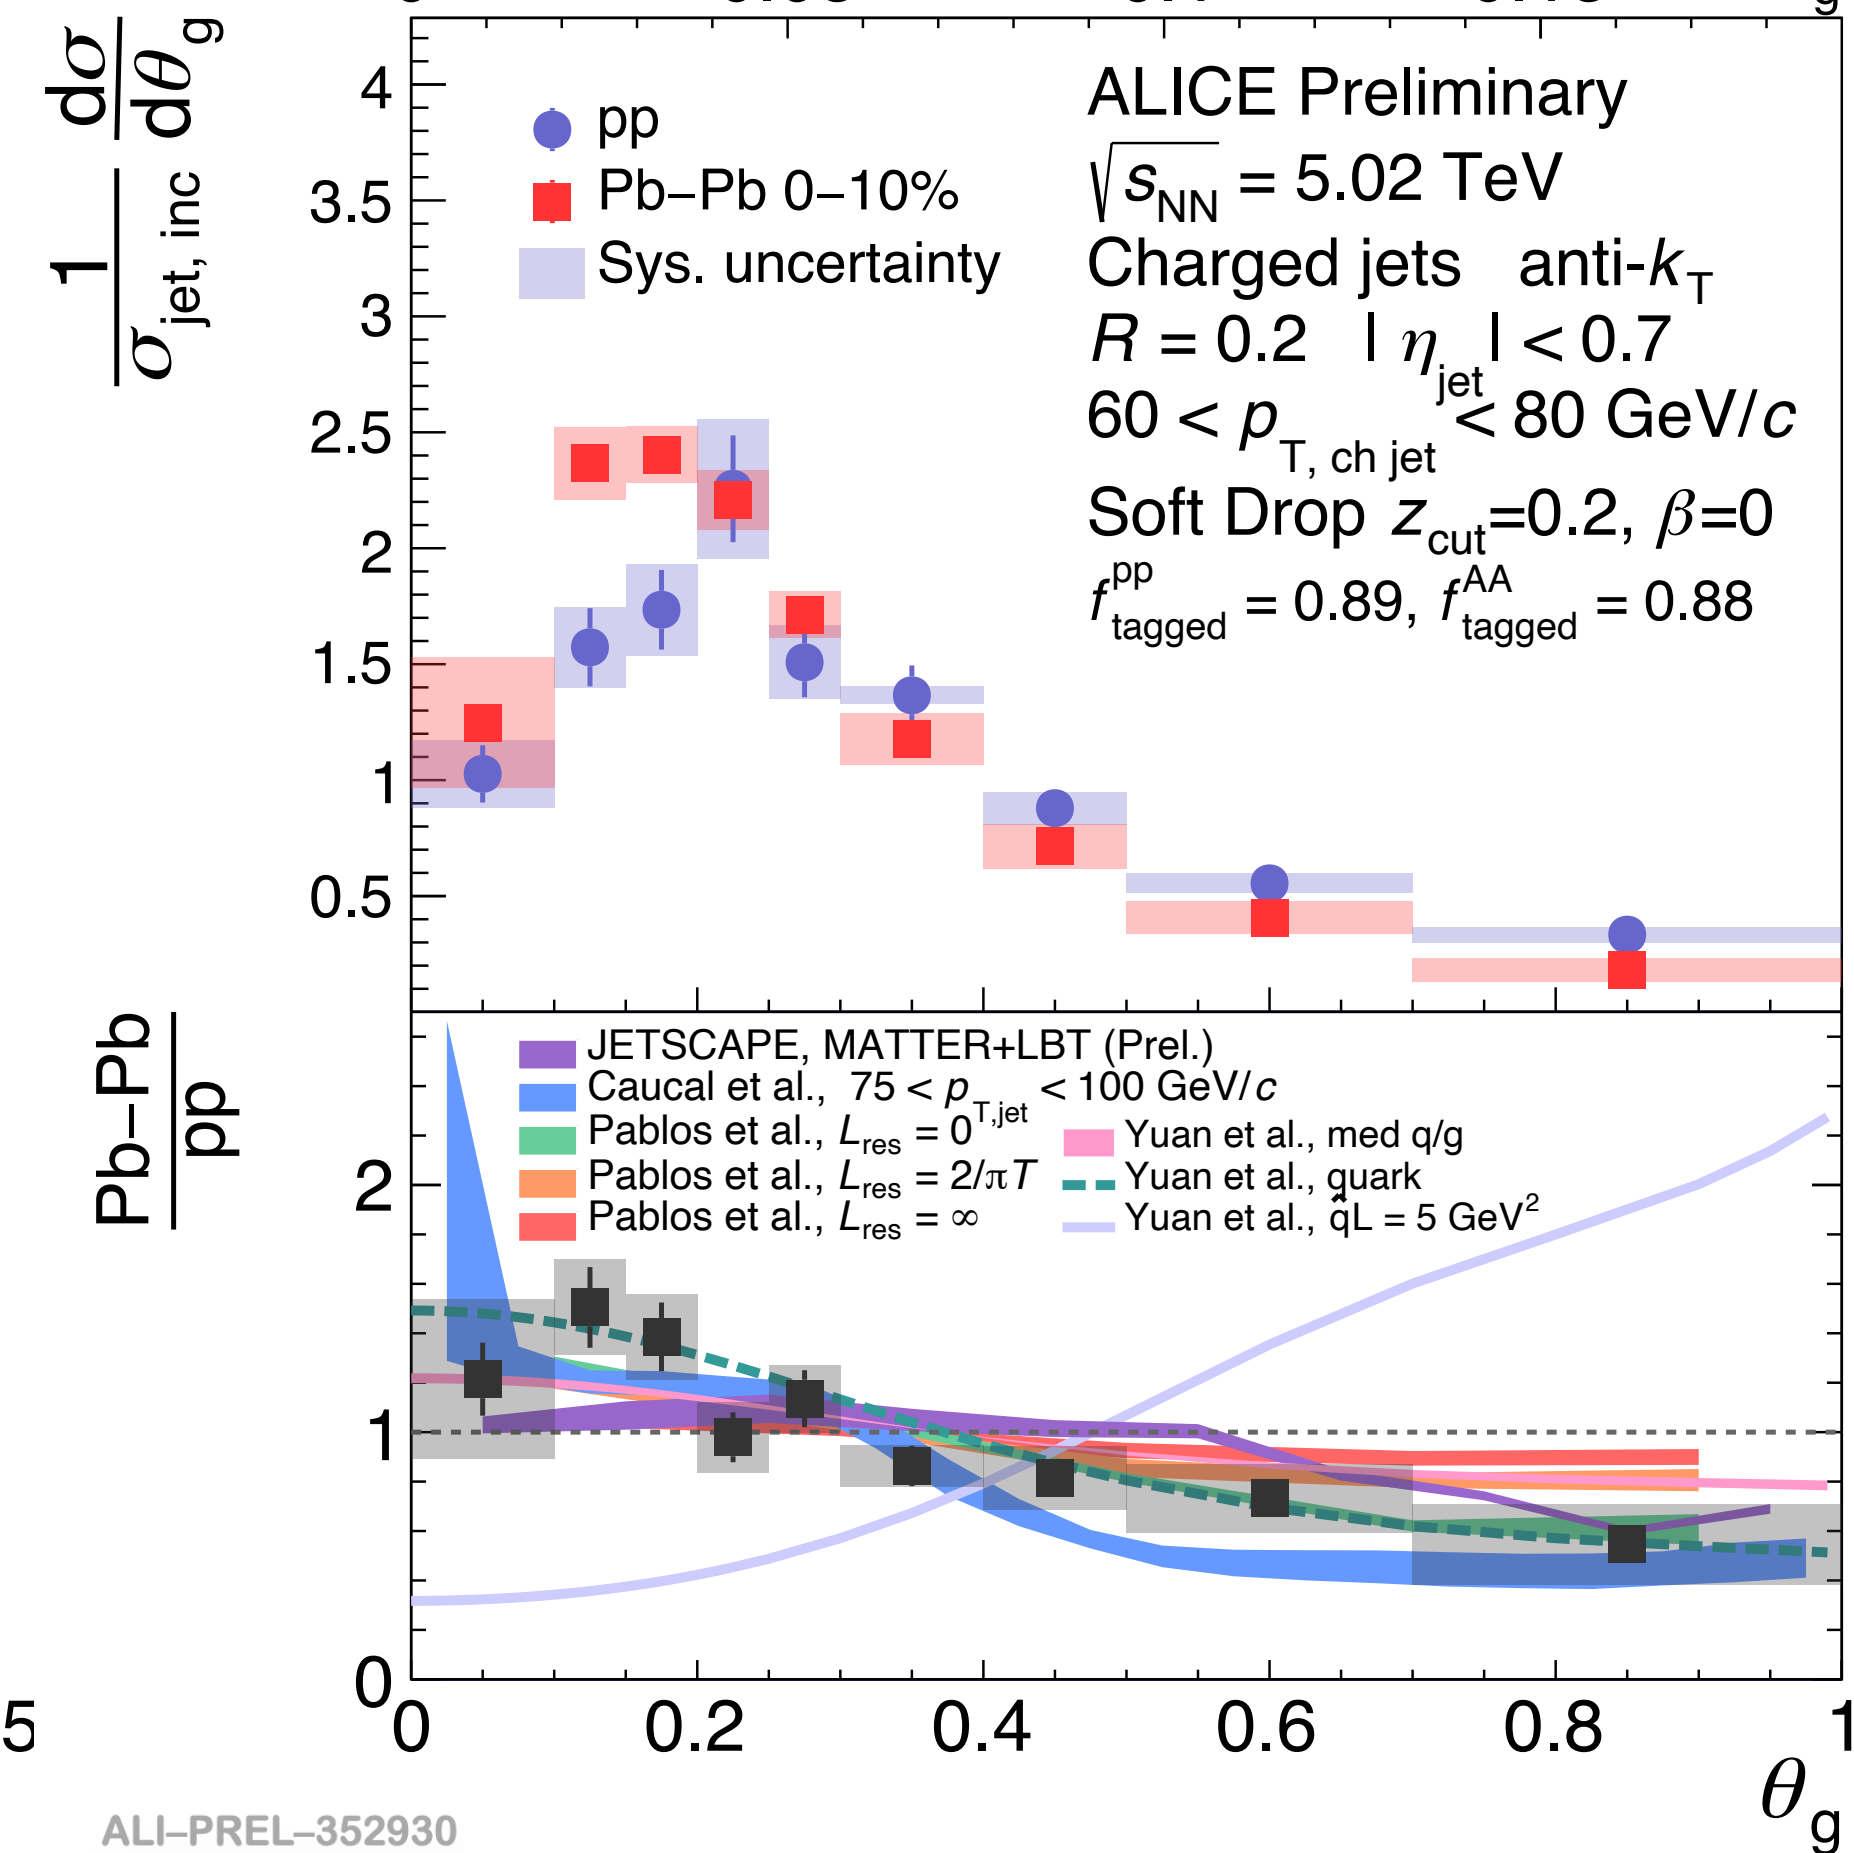 1/σ_jet, inc dσ/dθ_g
4
3.5
3
2.5
2
1.5
1
0.5
pp
Pb–Pb 0–10%
Sys. uncertainty
ALICE Preliminary
√s_NN = 5.02 TeV
Charged jets anti-k_T
R = 0.2 | η_jet | < 0.7
60 < p_T, ch jet < 80 GeV/c
Soft Drop z_cut=0.2, β=0
f_tagged^pp = 0.89, f_tagged^AA = 0.88
Pb–Pb/pp
2
1
0
JETSCAPE, MATTER+LBT (Prel.)
Caucal et al., 75 < p_T,jet < 100 GeV/c
Pablos et al., L_res = 0
Pablos et al., L_res = 2/πT
Pablos et al., L_res = ∞
Yuan et al., med q/g
Yuan et al., quark
Yuan et al., q̂L = 5 GeV²
5
0 0.2 0.4 0.6 0.8 1
θ_g
ALI–PREL–352930